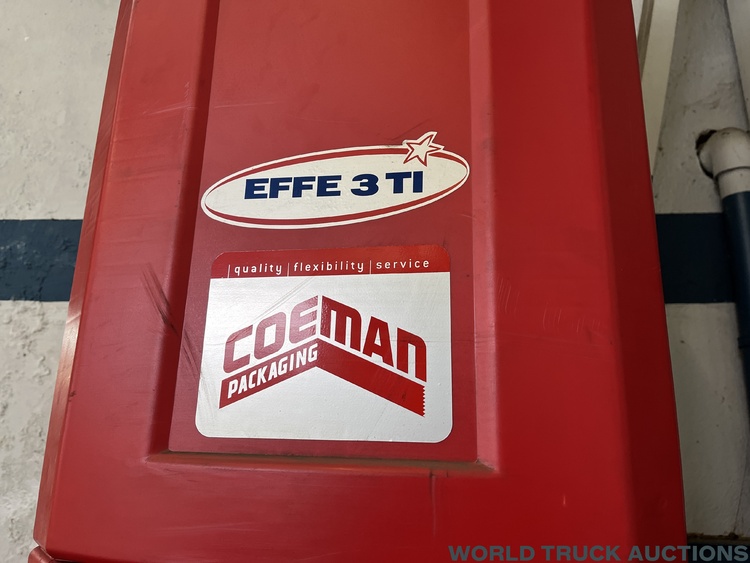 EFFE 3 TI
quality | flexibility | service
COEMAN
PACKAGING
WORLD TRUCK AUCTIONS